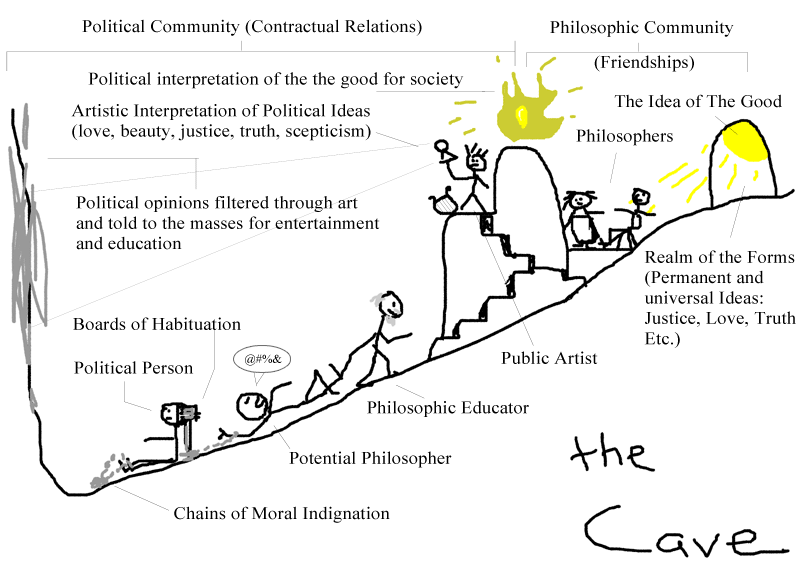 Political Community (Contractual Relations)
Philosophic Community
(Friendships)
Political interpretation of the the good for society
The Idea of The Good
Artistic Interpretation of Political Ideas
(love, beauty, justice, truth, scepticism)
Philosophers
Political opinions filtered through art
and told to the masses for entertainment
and education
Realm of the Forms
(Permanent and
universal Ideas:
Justice, Love, Truth
Etc.)
Boards of Habituation
@#%&
Public Artist
Political Person
Philosophic Educator
Potential Philosopher
Chains of Moral Indignation
the
Cave